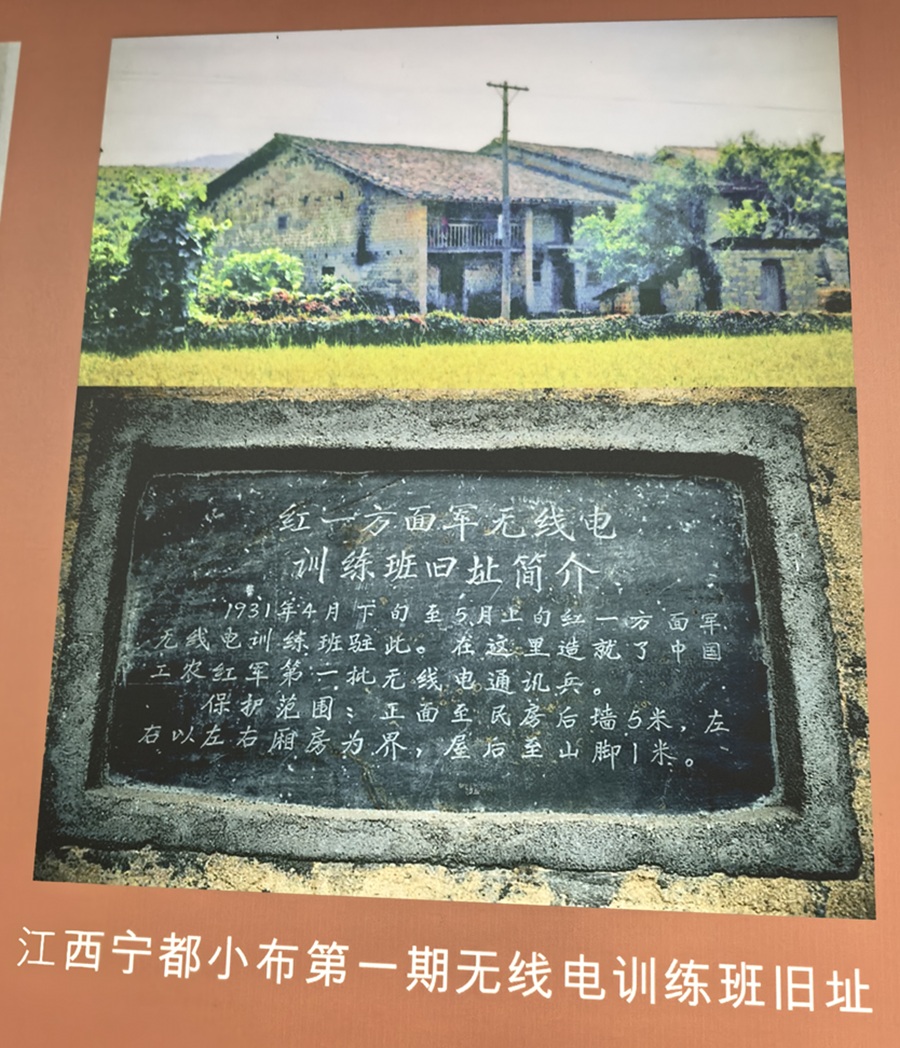 红一方面军无线电
训练班旧址简介
1931年4月下旬至5月上旬红一方面军
无线电训练班驻此。在这里造就了中国
工农红军第一批无线电通讯兵。
保护范围：正面至民房后墙5米，左
右以左右厢房为界，屋后至山脚1米。
江西宁都小布第一期无线电训练班旧址